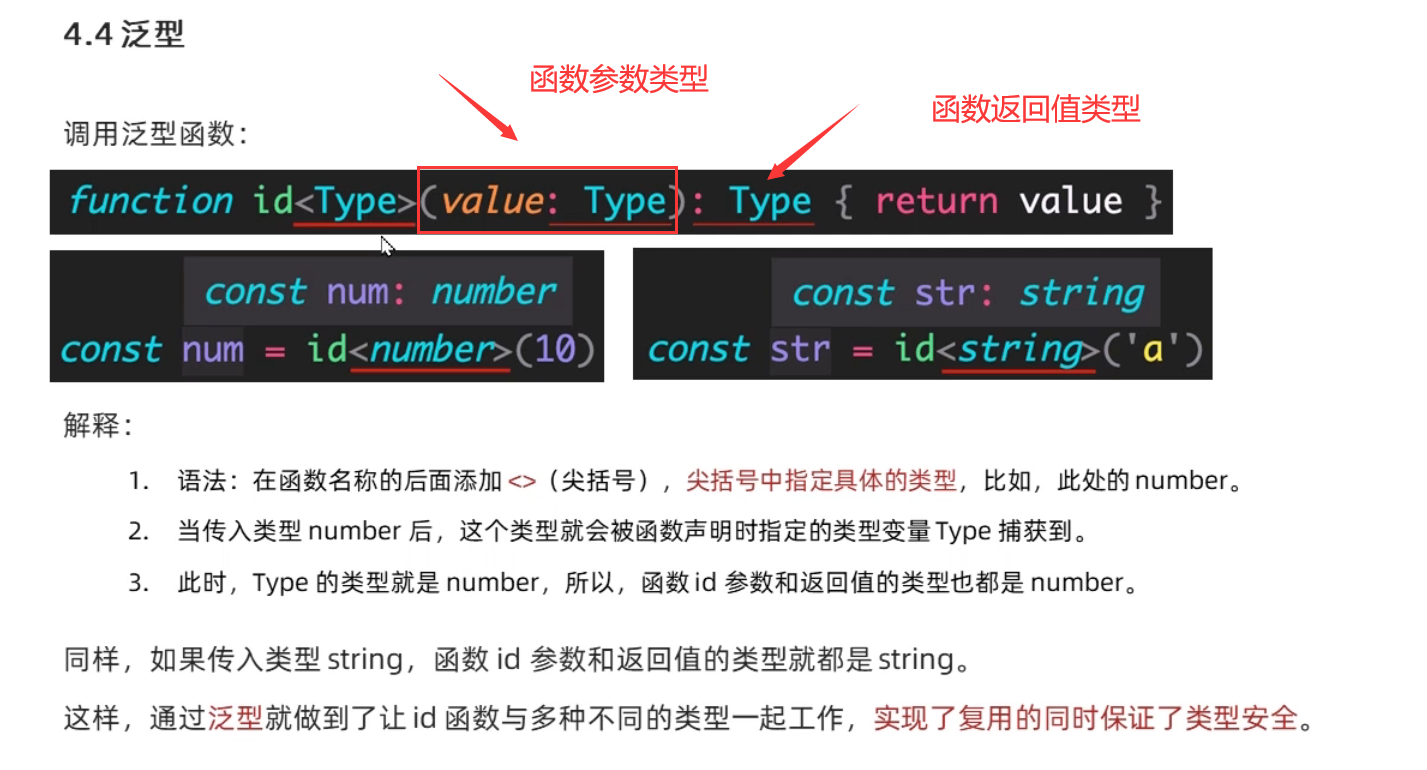 4.4 泛型
函数参数类型
函数返回值类型
调用泛型函数：
function id<Type>(value: Type): Type { return value }
const num: number
const num = id<number>(10)
const str: string
const str = id<string>('a')
解释：
1. 语法：在函数名称的后面添加 <>（尖括号），尖括号中指定具体的类型，比如，此处的 number。
2. 当传入类型 number 后，这个类型就会被函数声明时指定的类型变量 Type 捕获到。
3. 此时，Type 的类型就是 number，所以，函数 id 参数和返回值的类型也都是 number。
同样，如果传入类型 string，函数 id 参数和返回值的类型就都是 string。
这样，通过泛型就做到了让 id 函数与多种不同的类型一起工作，实现了复用的同时保证了类型安全。